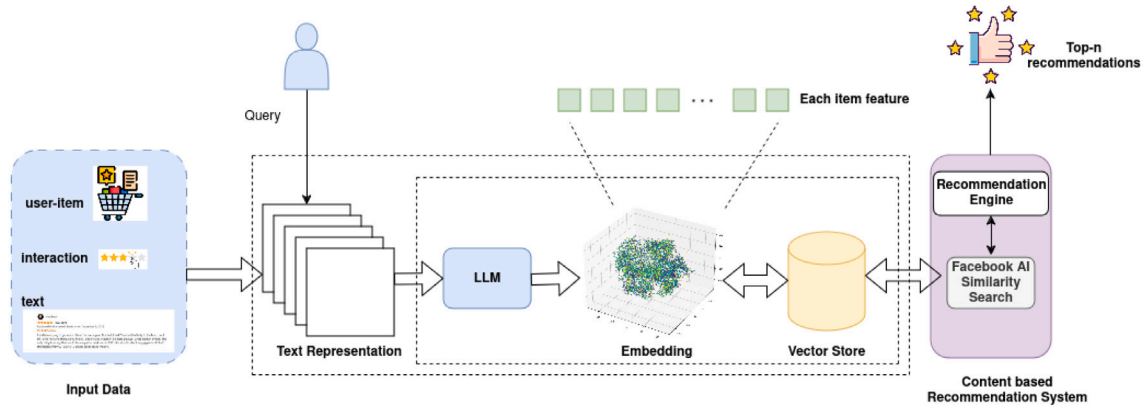 Top-n
recommendations
Query
Each item feature
user-item
interaction
text
LLM
Recommendation
Engine
Facebook AI
Similarity
Search
Text Representation
Embedding
Vector Store
Input Data
Content based
Recommendation System